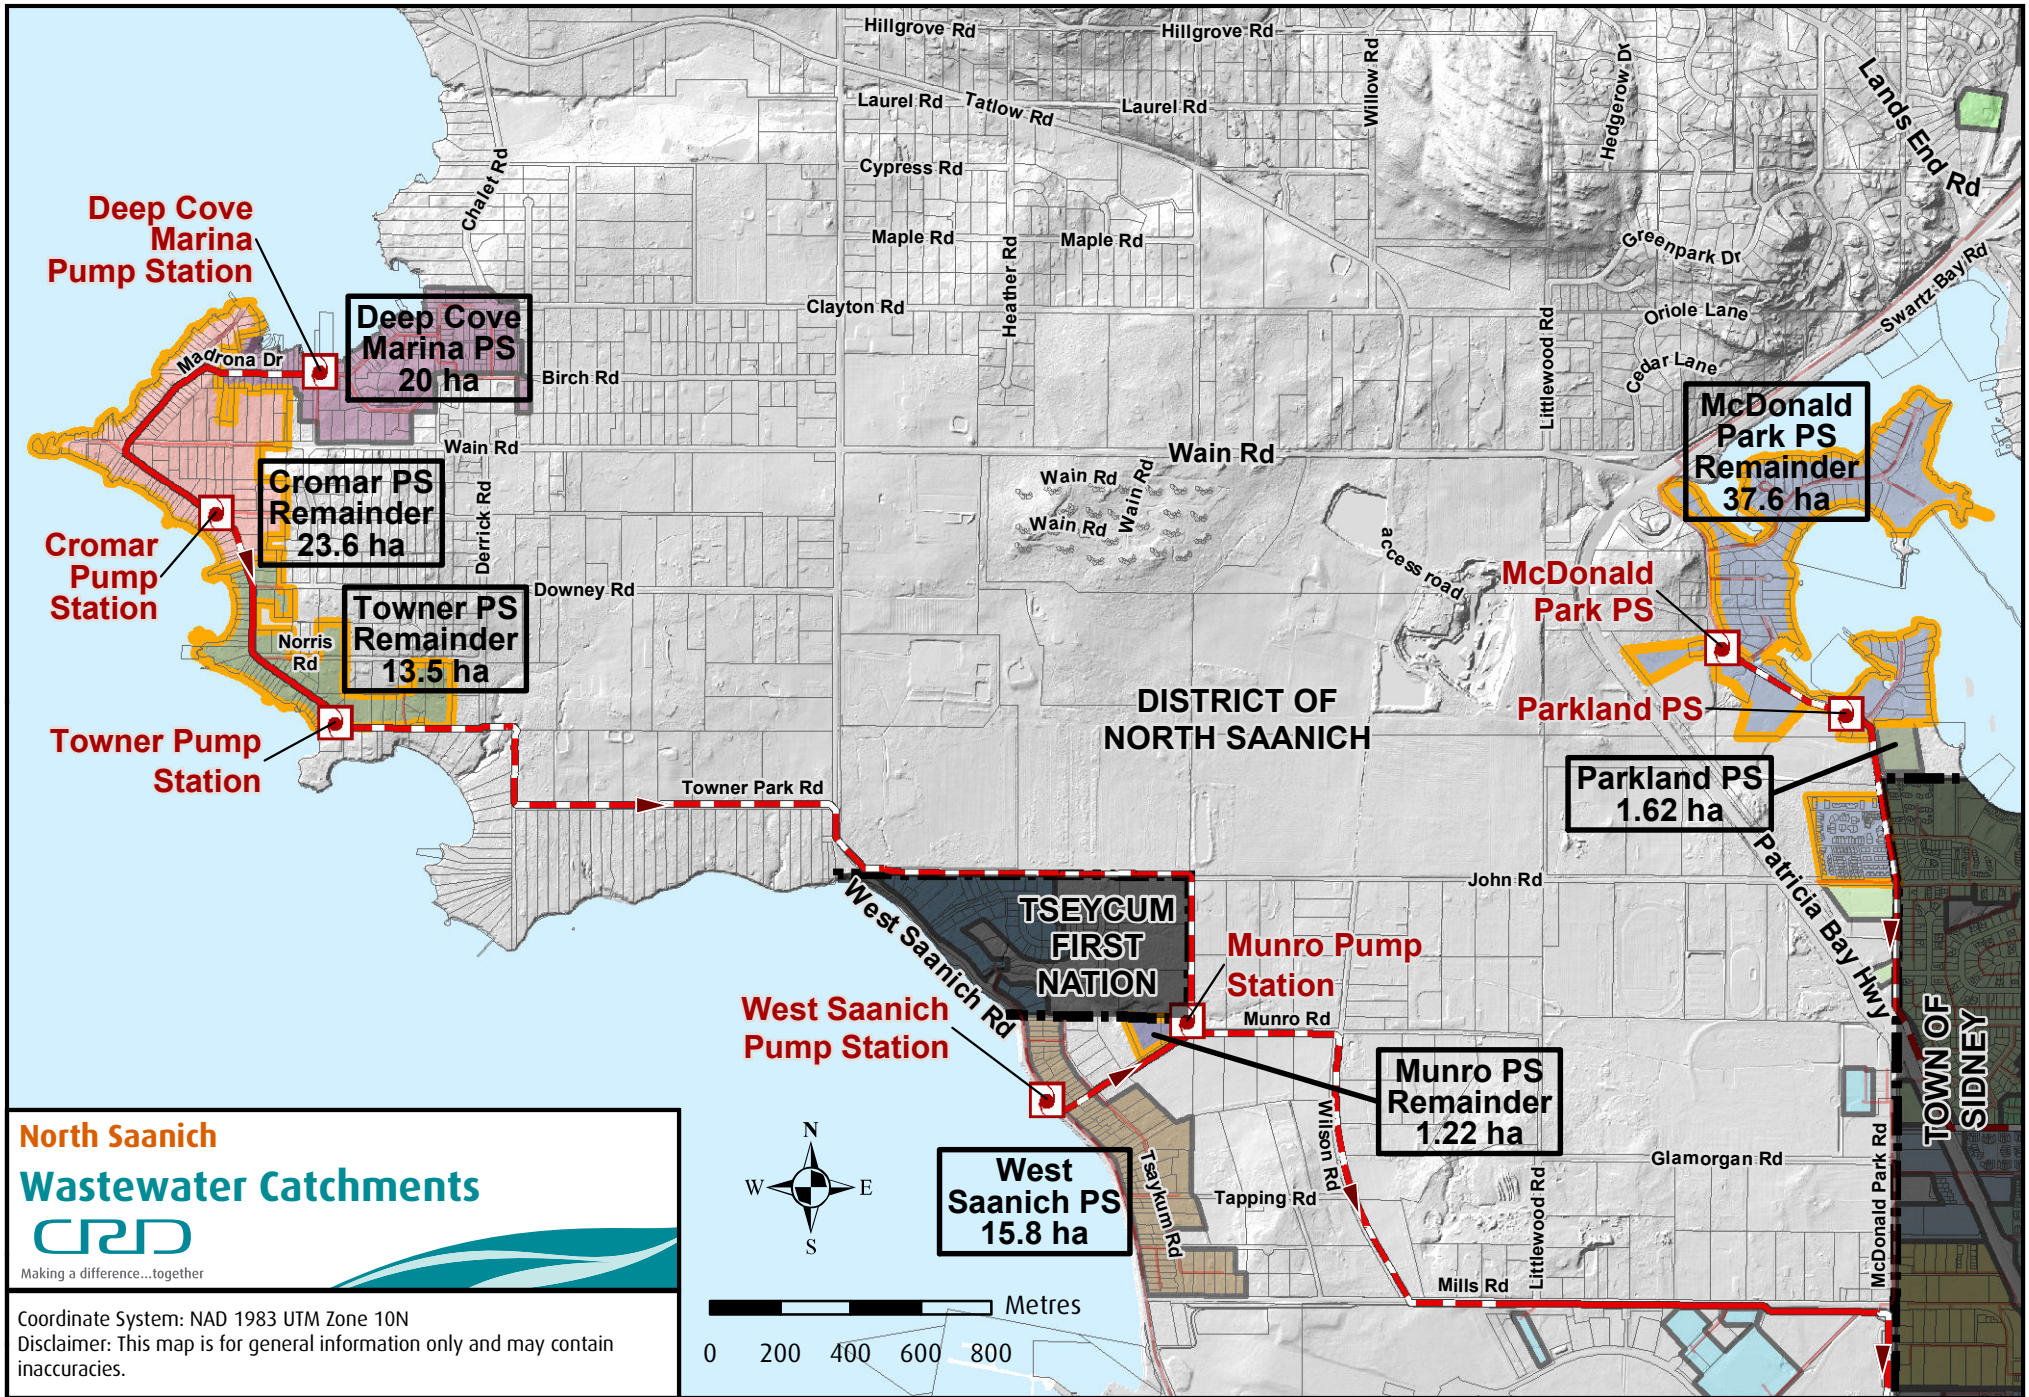 Hillgrove Rd
Hillgrove Rd
Willow Rd
Hedgerow Dr
Lands End Rd
Laurel Rd
Tatlow Rd
Laurel Rd
Chalet Rd
Cypress Rd
Deep Cove
Marina
Pump Station
Maple Rd
Heather Rd
Maple Rd
Greenpark Dr
Swartz Bay Rd
Deep Cove
Marina PS
20 ha
Clayton Rd
Littlewood Rd
Oriole Lane
Madrona Dr
Birch Rd
Cedar Lane
McDonald
Park PS
Remainder
37.6 ha
Wain Rd
Wain Rd
Cromar PS
Remainder
23.6 ha
Derrick Rd
Wain Rd
Wain Rd
Wain Rd
access road
Cromar
Pump
Station
McDonald
Park PS
Downey Rd
Towner PS
Remainder
13.5 ha
Norris
Rd
DISTRICT OF
NORTH SAANICH
Parkland PS
Towner Pump
Station
Towner Park Rd
Parkland PS
1.62 ha
Patricia Bay Hwy
John Rd
West Saanich Rd
TSEYCUM
FIRST
NATION
Munro Pump
Station
West Saanich
Pump Station
Munro Rd
TOWN OF
SIDNEY
Munro PS
Remainder
1.22 ha
Wilson Rd
West
Saanich PS
15.8 ha
Tsaykum Rd
Tapping Rd
Glamorgan Rd
Littlewood Rd
McDonald Park Rd
Mills Rd
North Saanich
Wastewater Catchments
CRD
Making a difference...together
N
W E
S
Metres
0 200 400 600 800
Coordinate System: NAD 1983 UTM Zone 10N
Disclaimer: This map is for general information only and may contain
inaccuracies.